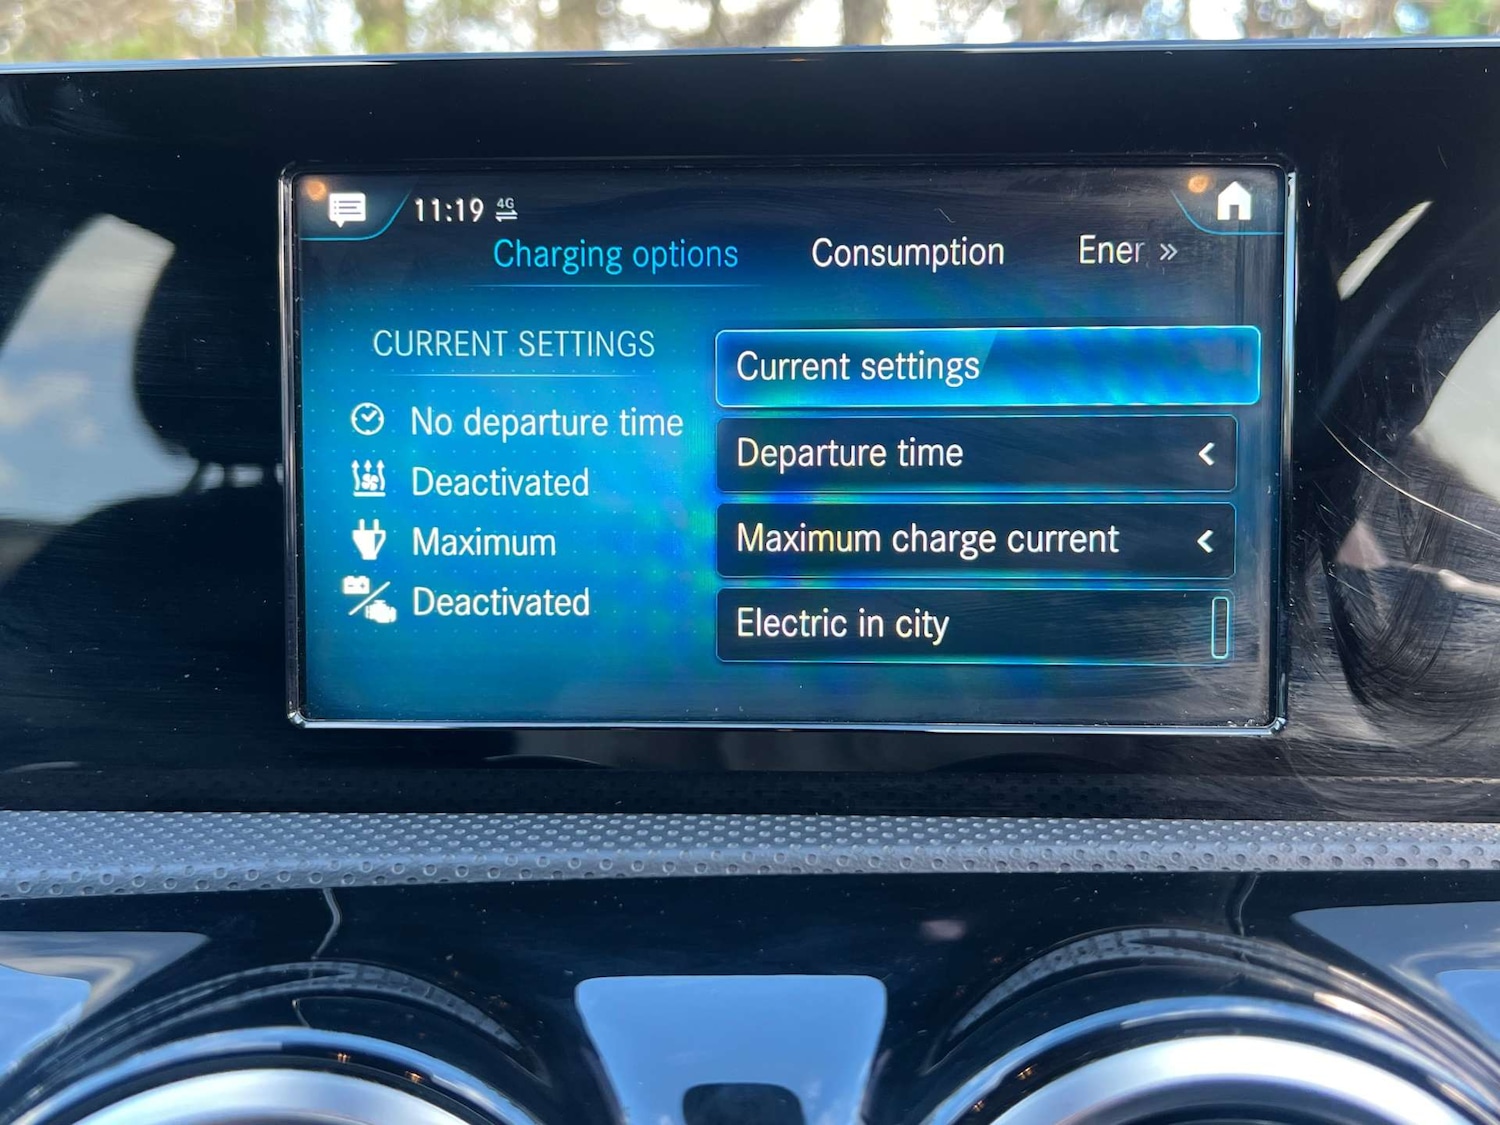 11:19 4G
Charging options Consumption Ener »
CURRENT SETTINGS
No departure time
Deactivated
Maximum
Deactivated
Current settings
Departure time
Maximum charge current
Electric in city